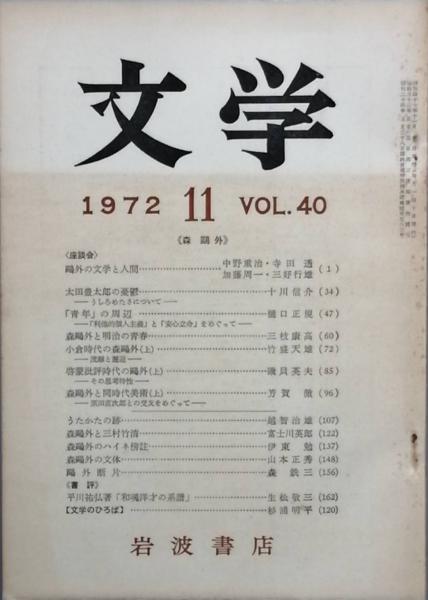 文学
1972 11 VOL. 40
《森鷗外》
〈座談会〉
鷗外の文学と人間 中野重治・寺田透 加藤周一・三好行雄 (1)
太田豊太郎の憂鬱 十川信介 (34)
――うしろめたさについて――
「青年」の周辺 樋口正規 (47)
――「利他的個人主義」と「安心立命」をめぐって――
森鷗外と明治の青春 三枝康高 (60)
小倉時代の森鷗外(上) 竹盛天雄 (72)
啓蒙批評時代の鷗外(上) 磯貝英夫 (85)
――その思考特性――
森鷗外と同時代美術(上) 芳賀徹 (96)
――原田直次郎との交友をめぐって――
うたかたの跡 越智治雄 (107)
森鷗外と三村竹清 富士川英郎 (122)
森鷗外のハイネ傍註 伊東勉 (137)
森鷗外の文体 山本正秀 (148)
鷗外断片 森銑三 (156)
《書評》
平川祐弘著「和魂洋才の系譜」 生松敬三 (162)
【文学のひろば】 杉浦明平 (120)
岩波書店